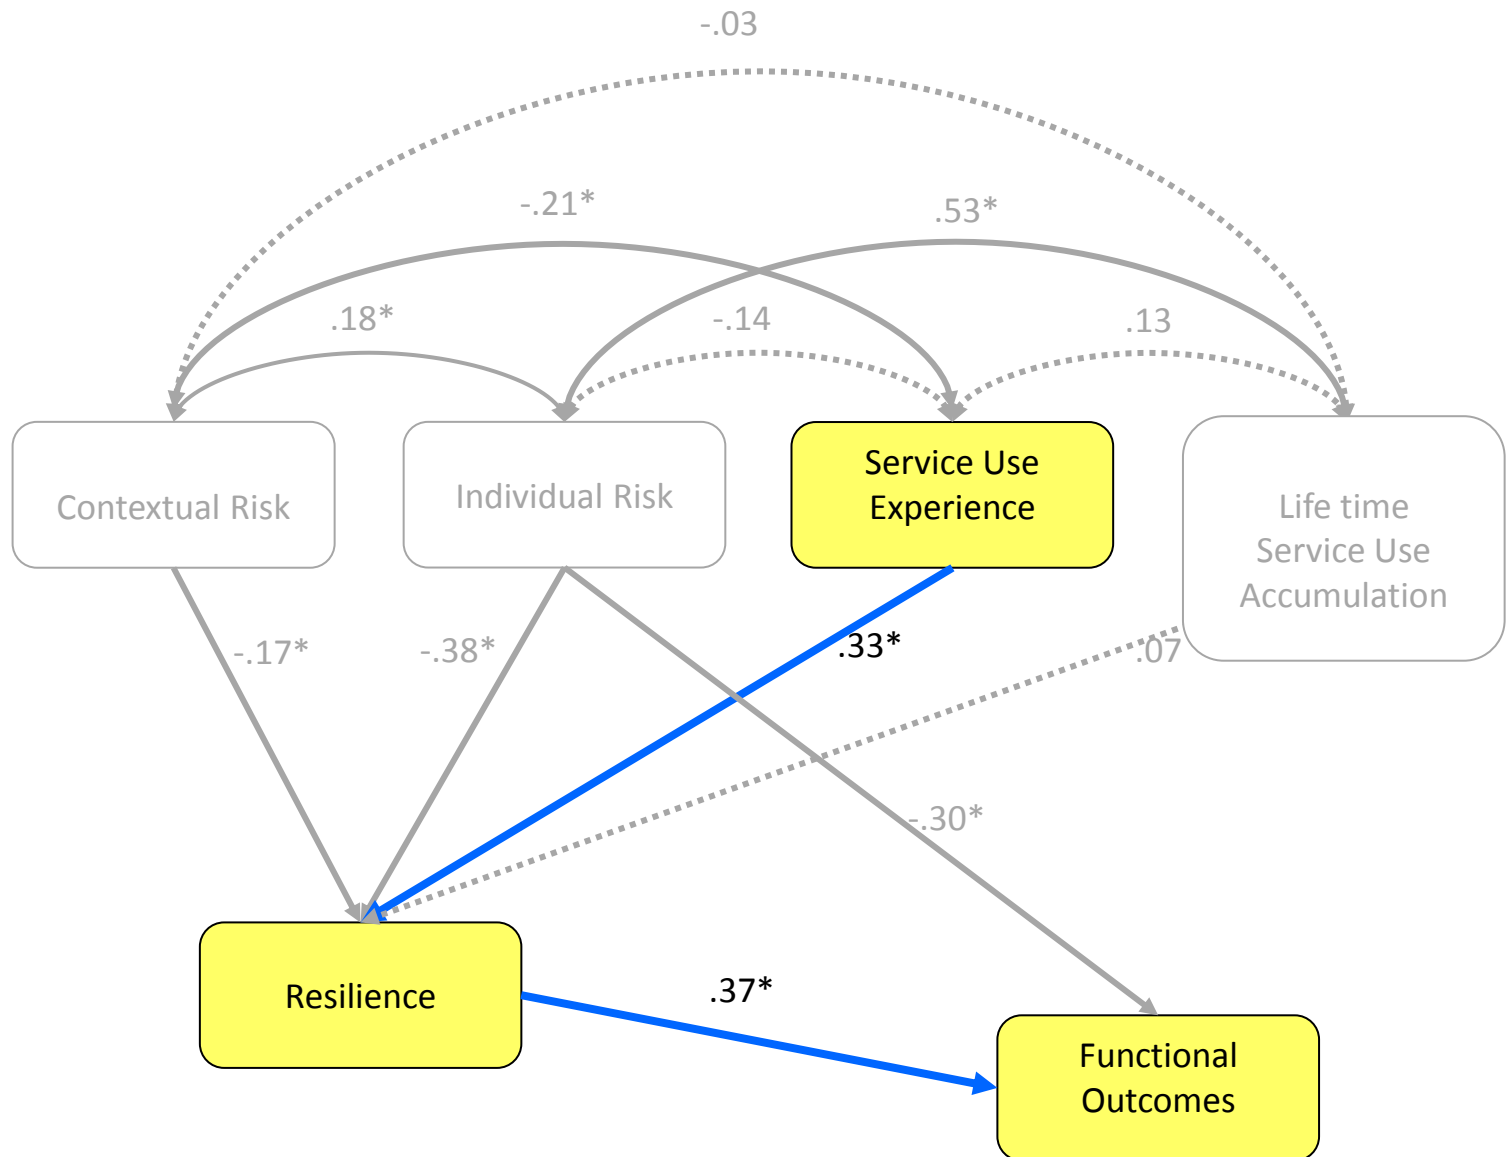 -.03
-.21*
.53*
.18*
-.14
.13
Contextual Risk
Individual Risk
Service Use
Experience
Life time
Service Use
Accumulation
-.17*
-.38*
.33*
.07
-.30*
Resilience
.37*
Functional
Outcomes